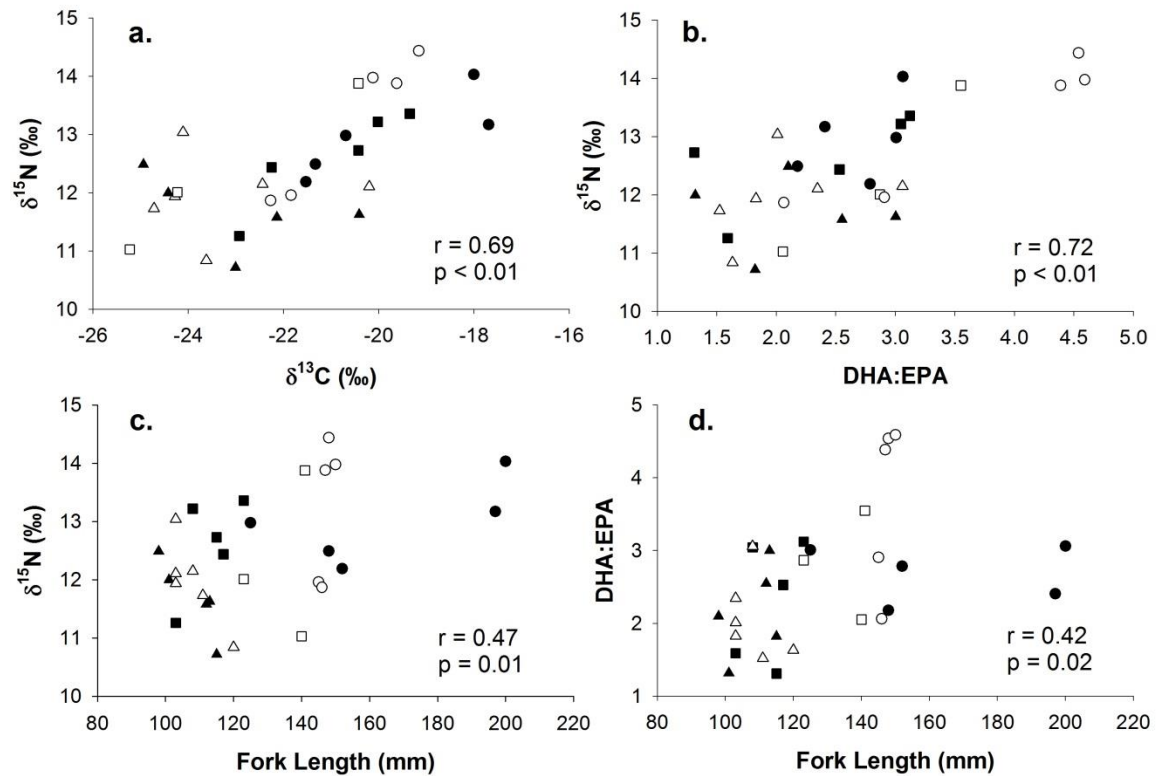 a.
15
14
13
12
11
10
δ15N (‰)
-26 -24 -22 -20 -18 -16
δ13C (‰)
r = 0.69
p < 0.01
b.
15
14
13
12
11
10
δ15N (‰)
1.0 1.5 2.0 2.5 3.0 3.5 4.0 4.5 5.0
DHA:EPA
r = 0.72
p < 0.01
c.
15
14
13
12
11
10
δ15N (‰)
80 100 120 140 160 180 200 220
Fork Length (mm)
r = 0.47
p = 0.01
d.
5
4
3
2
1
DHA:EPA
60 80 100 120 140 160 180 200 220
Fork Length (mm)
r = 0.42
p = 0.02